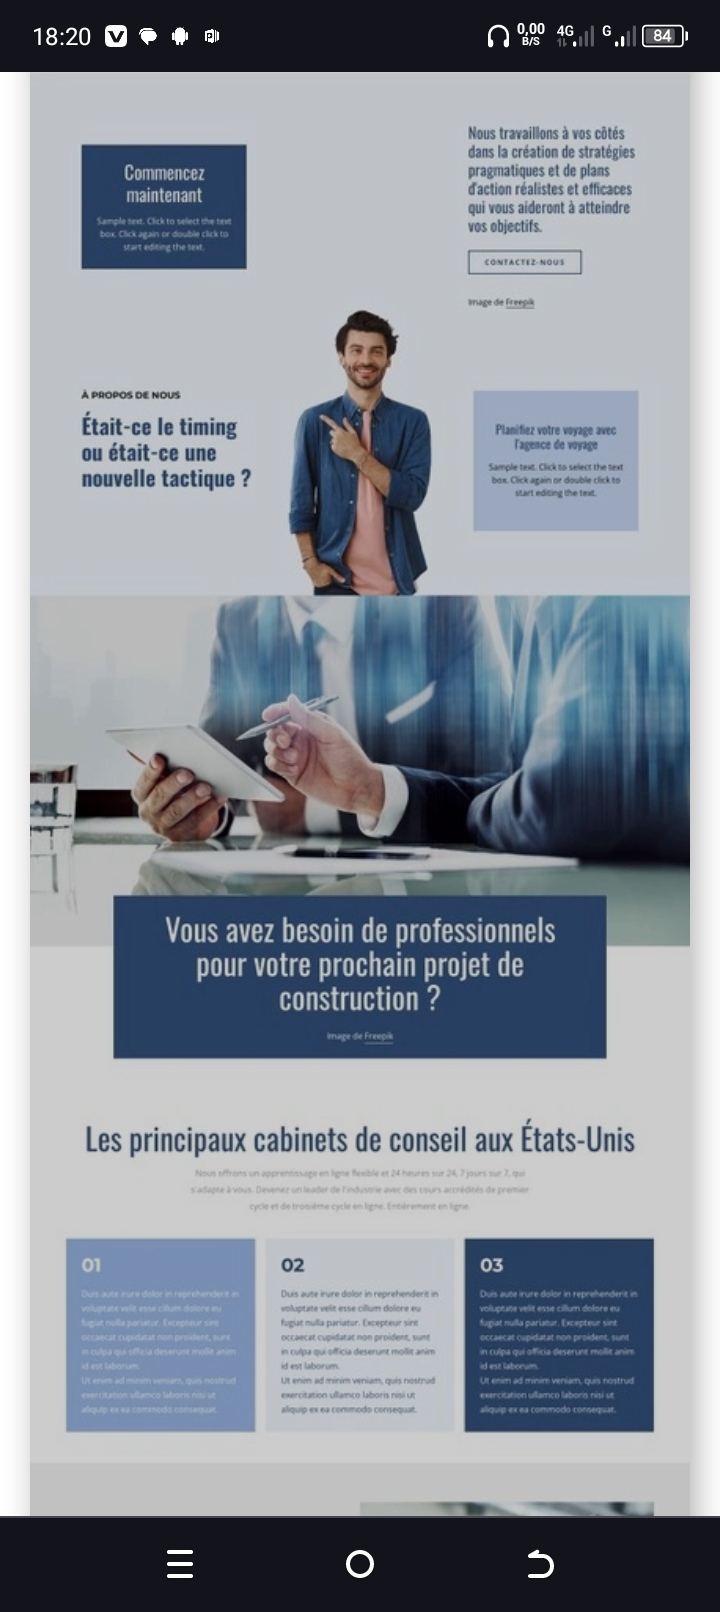 18:20
0,00
B/S
4G
G
84
Commencez
maintenant
Sample text. Click to select the text
box. Click again or double click to
start editing the text.
Nous travaillons à vos côtés
dans la création de stratégies
pragmatiques et de plans
d'action réalistes et efficaces
qui vous aideront à atteindre
vos objectifs.
CONTACTEZ-NOUS
Image de Freepik
À PROPOS DE NOUS
Était-ce le timing
ou était-ce une
nouvelle tactique ?
Planifiez votre voyage avec
l'agence de voyage
Sample text. Click to select the text
box. Click again or double click to
start editing the text.
Vous avez besoin de professionnels
pour votre prochain projet de
construction ?
Image de Freepik
Les principaux cabinets de conseil aux États-Unis
Nous offrons un apprentissage en ligne flexible et 24 heures sur 24, 7 jours sur 7, qui
s'adapte à vous. Devenez un leader de l'industrie avec des cours accrédités de premier
cycle et de troisième cycle en ligne. Entièrement en ligne.
01
Duis aute irure dolor in reprehenderit in
voluptate velit esse cillum dolore eu
fugiat nulla pariatur. Excepteur sint
occaecat cupidatat non proident, sunt
in culpa qui officia deserunt mollit anim
id est laborum.
Ut enim ad minim veniam, quis nostrud
exercitation ullamco laboris nisi ut
aliquip ex ea commodo consequat.
02
Duis aute irure dolor in reprehenderit in
voluptate velit esse cillum dolore eu
fugiat nulla pariatur. Excepteur sint
occaecat cupidatat non proident, sunt
in culpa qui officia deserunt mollit anim
id est laborum.
Ut enim ad minim veniam, quis nostrud
exercitation ullamco laboris nisi ut
aliquip ex ea commodo consequat.
03
Duis aute irure dolor in reprehenderit in
voluptate velit esse cillum dolore eu
fugiat nulla pariatur. Excepteur sint
occaecat cupidatat non proident, sunt
in culpa qui officia deserunt mollit anim
id est laborum.
Ut enim ad minim veniam, quis nostrud
exercitation ullamco laboris nisi ut
aliquip ex ea commodo consequat.